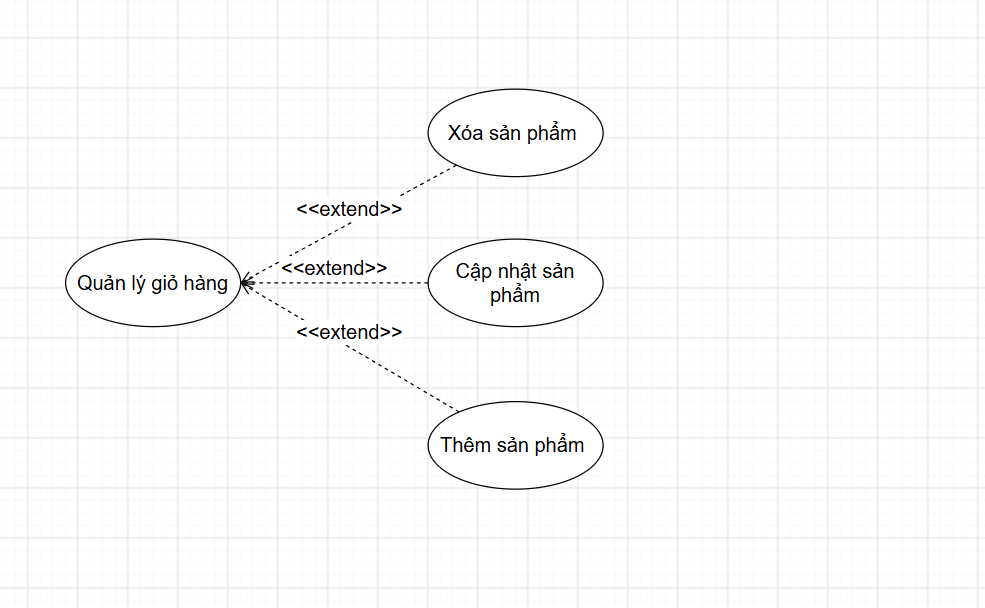 Xóa sản phẩm
<<extend>>
Quản lý giỏ hàng
<<extend>>
Cập nhật sản
phẩm
<<extend>>
Thêm sản phẩm